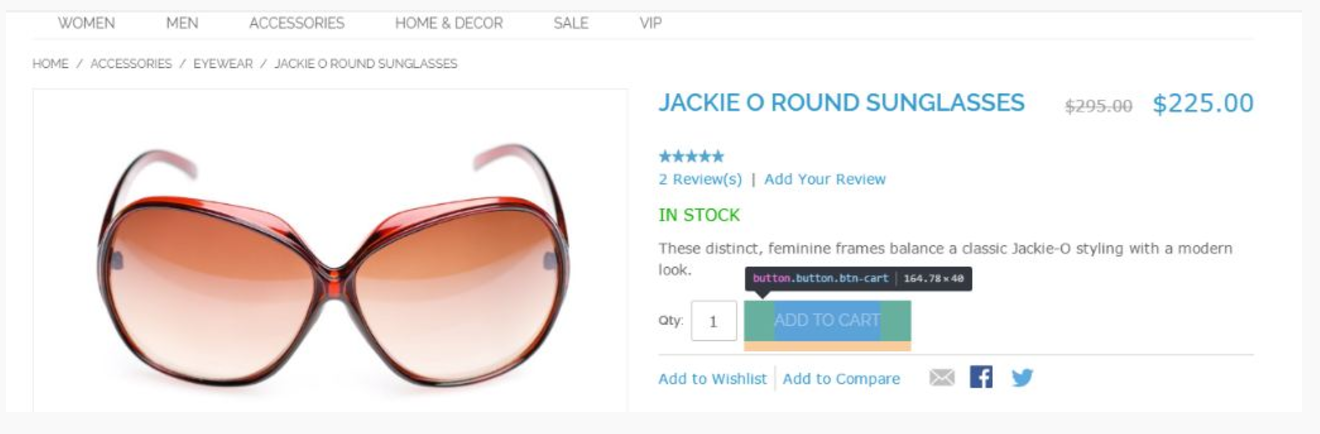 WOMEN MEN ACCESSORIES HOME & DECOR SALE VIP
HOME / ACCESSORIES / EYEWEAR / JACKIE O ROUND SUNGLASSES
JACKIE O ROUND SUNGLASSES $295.00 $225.00
2 Review(s) | Add Your Review
IN STOCK
These distinct, feminine frames balance a classic Jackie-O styling with a modern
look.
button.button.btn-cart | 164.78×40
Qty: 1 ADD TO CART
Add to Wishlist Add to Compare